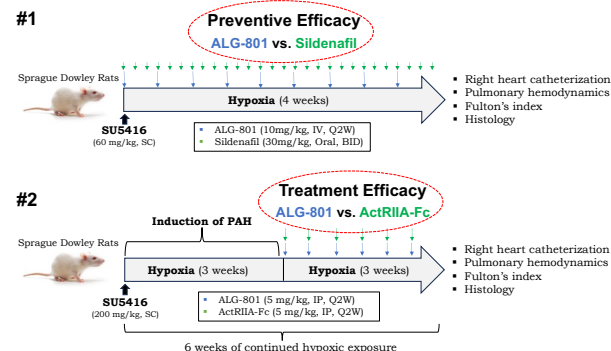 #1
Preventive Efficacy
ALG-801 vs. Sildenafil
Sprague Dowley Rats
Hypoxia (4 weeks)
SU5416
(60 mg/kg, SC)
▪ ALG-801 (10mg/kg, IV, Q2W)
▪ Sildenafil (30mg/kg, Oral, BID)
▪ Right heart catheterization
▪ Pulmonary hemodynamics
▪ Fulton's index
▪ Histology
#2
Treatment Efficacy
ALG-801 vs. ActRIIA-Fc
Induction of PAH
Sprague Dowley Rats
Hypoxia (3 weeks)
Hypoxia (3 weeks)
SU5416
(200 mg/kg, SC)
▪ ALG-801 (5 mg/kg, IP, Q2W)
▪ ActRIIA-Fc (5 mg/kg, IP, Q2W)
▪ Right heart catheterization
▪ Pulmonary hemodynamics
▪ Fulton's index
▪ Histology
6 weeks of continued hypoxic exposure